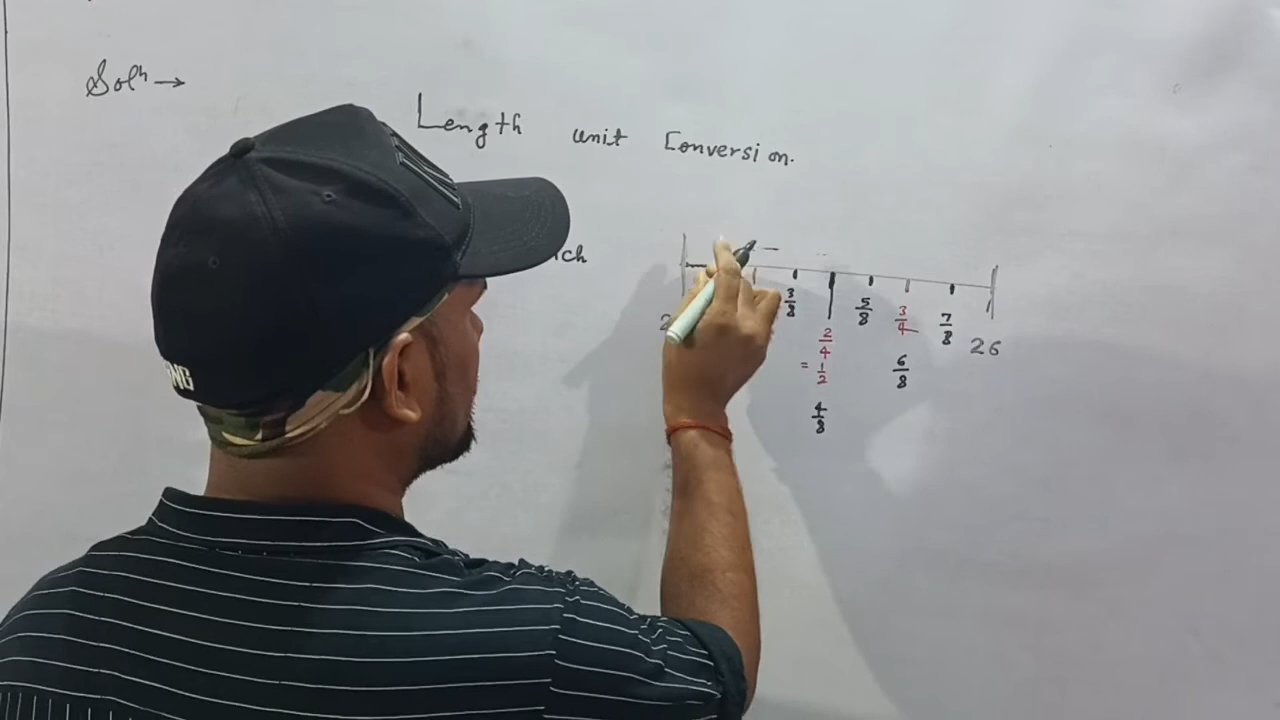 Solⁿ →
Length unit Conversion.
3/8 5/8 3/4 7/8
26
2/4
= 1/2 6/8
4/8